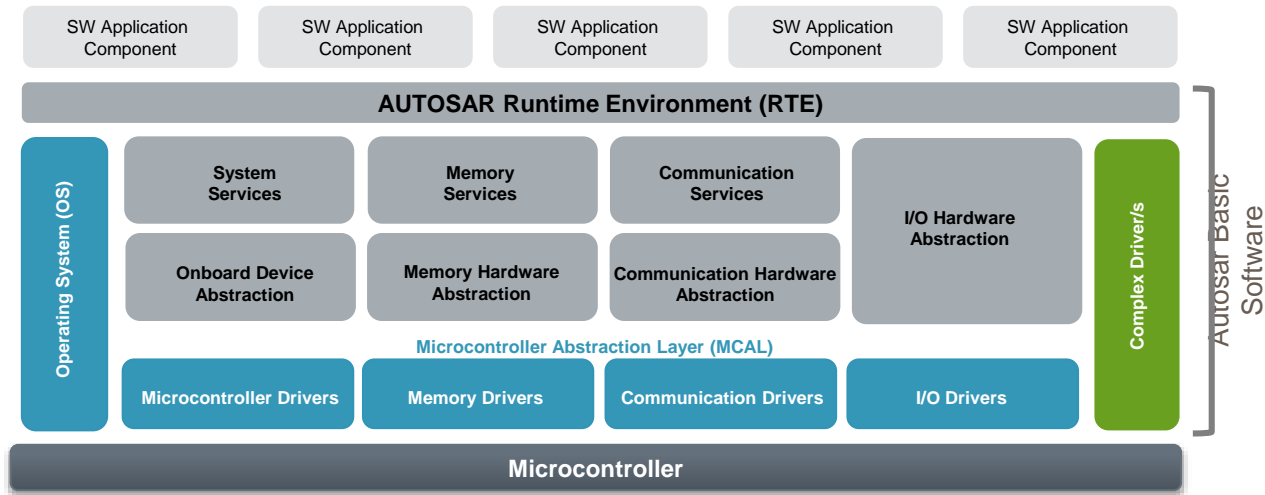 SW Application
Component
SW Application
Component
SW Application
Component
SW Application
Component
SW Application
Component
AUTOSAR Runtime Environment (RTE)
Operating System (OS)
System
Services
Memory
Services
Communication
Services
I/O Hardware
Abstraction
Complex Driver/s
Autosar Basic
Software
Onboard Device
Abstraction
Memory Hardware
Abstraction
Communication Hardware
Abstraction
Microcontroller Abstraction Layer (MCAL)
Microcontroller Drivers
Memory Drivers
Communication Drivers
I/O Drivers
Microcontroller